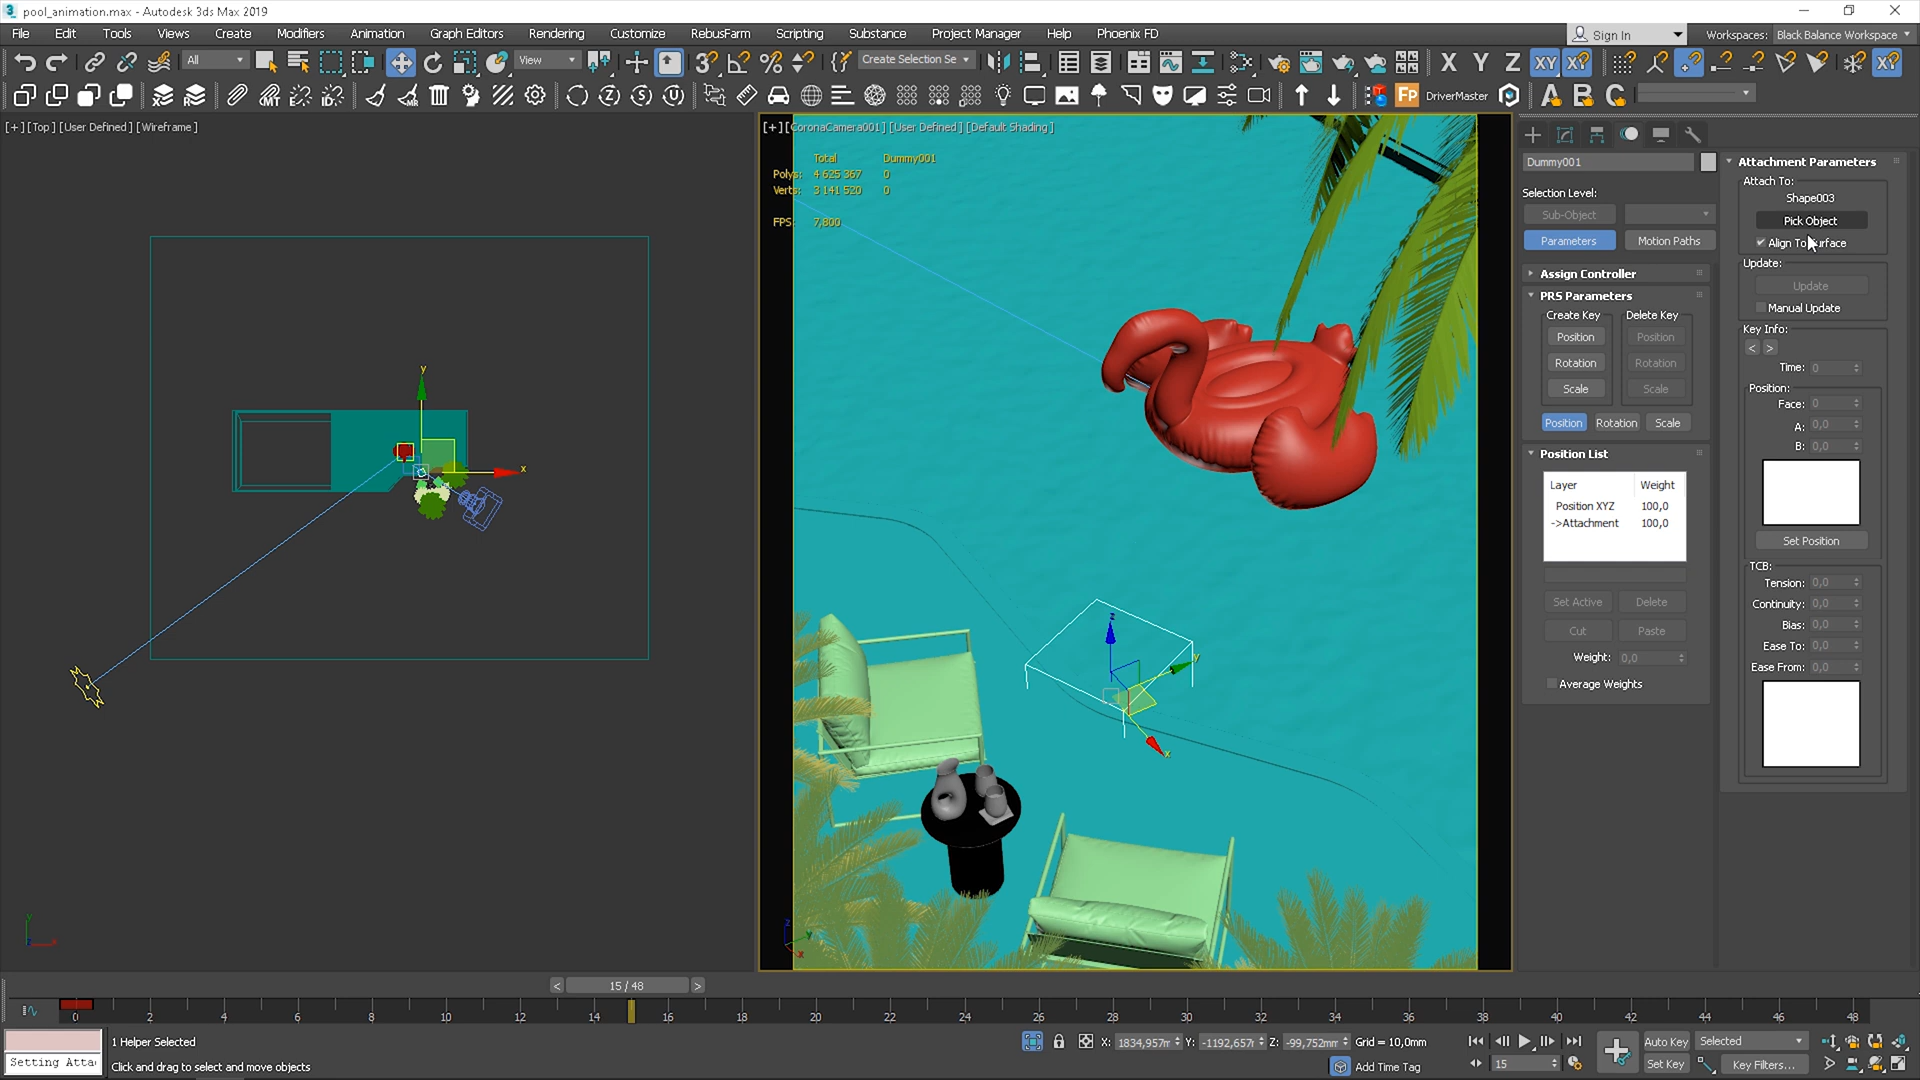 pool_animation.max - Autodesk 3ds Max 2019
File Edit Tools Views Create Modifiers Animation Graph Editors Rendering Customize RebusFarm Scripting Substance Project Manager Help Phoenix FD
Sign In Workspaces: Black Balance Workspace
All View Create Selection Se X Y Z XY XY XY
FP DriverMaster A B C
[+] [Top ] [User Defined ] [Wireframe ]
[+] [CoronaCamera001 ] [User Defined ] [Default Shading ]
Total Dummy001
Polys: 4 625 367 0
Verts: 3 141 520 0
FPS: 7,800
Dummy001
Selection Level:
Sub-Object
Parameters Motion Paths
Assign Controller
PRS Parameters
Create Key Delete Key
Position Position
Rotation Rotation
Scale Scale
Position Rotation Scale
Position List
Layer Weight
Position XYZ 100,0
->Attachment 100,0
Set Active Delete
Cut Paste
Weight: 0,0
Average Weights
Attachment Parameters
Attach To:
Shape003
Pick Object
Align To Surface
Update:
Update
Manual Update
Key Info:
< >
Time: 0
Position:
Face: 0
A: 0,0
B: 0,0
Set Position
TCB:
Tension: 0,0
Continuity: 0,0
Bias: 0,0
Ease To: 0,0
Ease From: 0,0
x y
x y z
< 15 / 48 >
0 2 4 6 8 10 12 14 16 18 20 22 24 26 28 30 32 34 36 38 40 42 44 46 48
Setting Atta
1 Helper Selected
Click and drag to select and move objects
X: 1834,957m Y: -1192,657 Z: -99,752mm Grid = 10,0mm
Add Time Tag
15
Auto Key Selected
Set Key Key Filters...